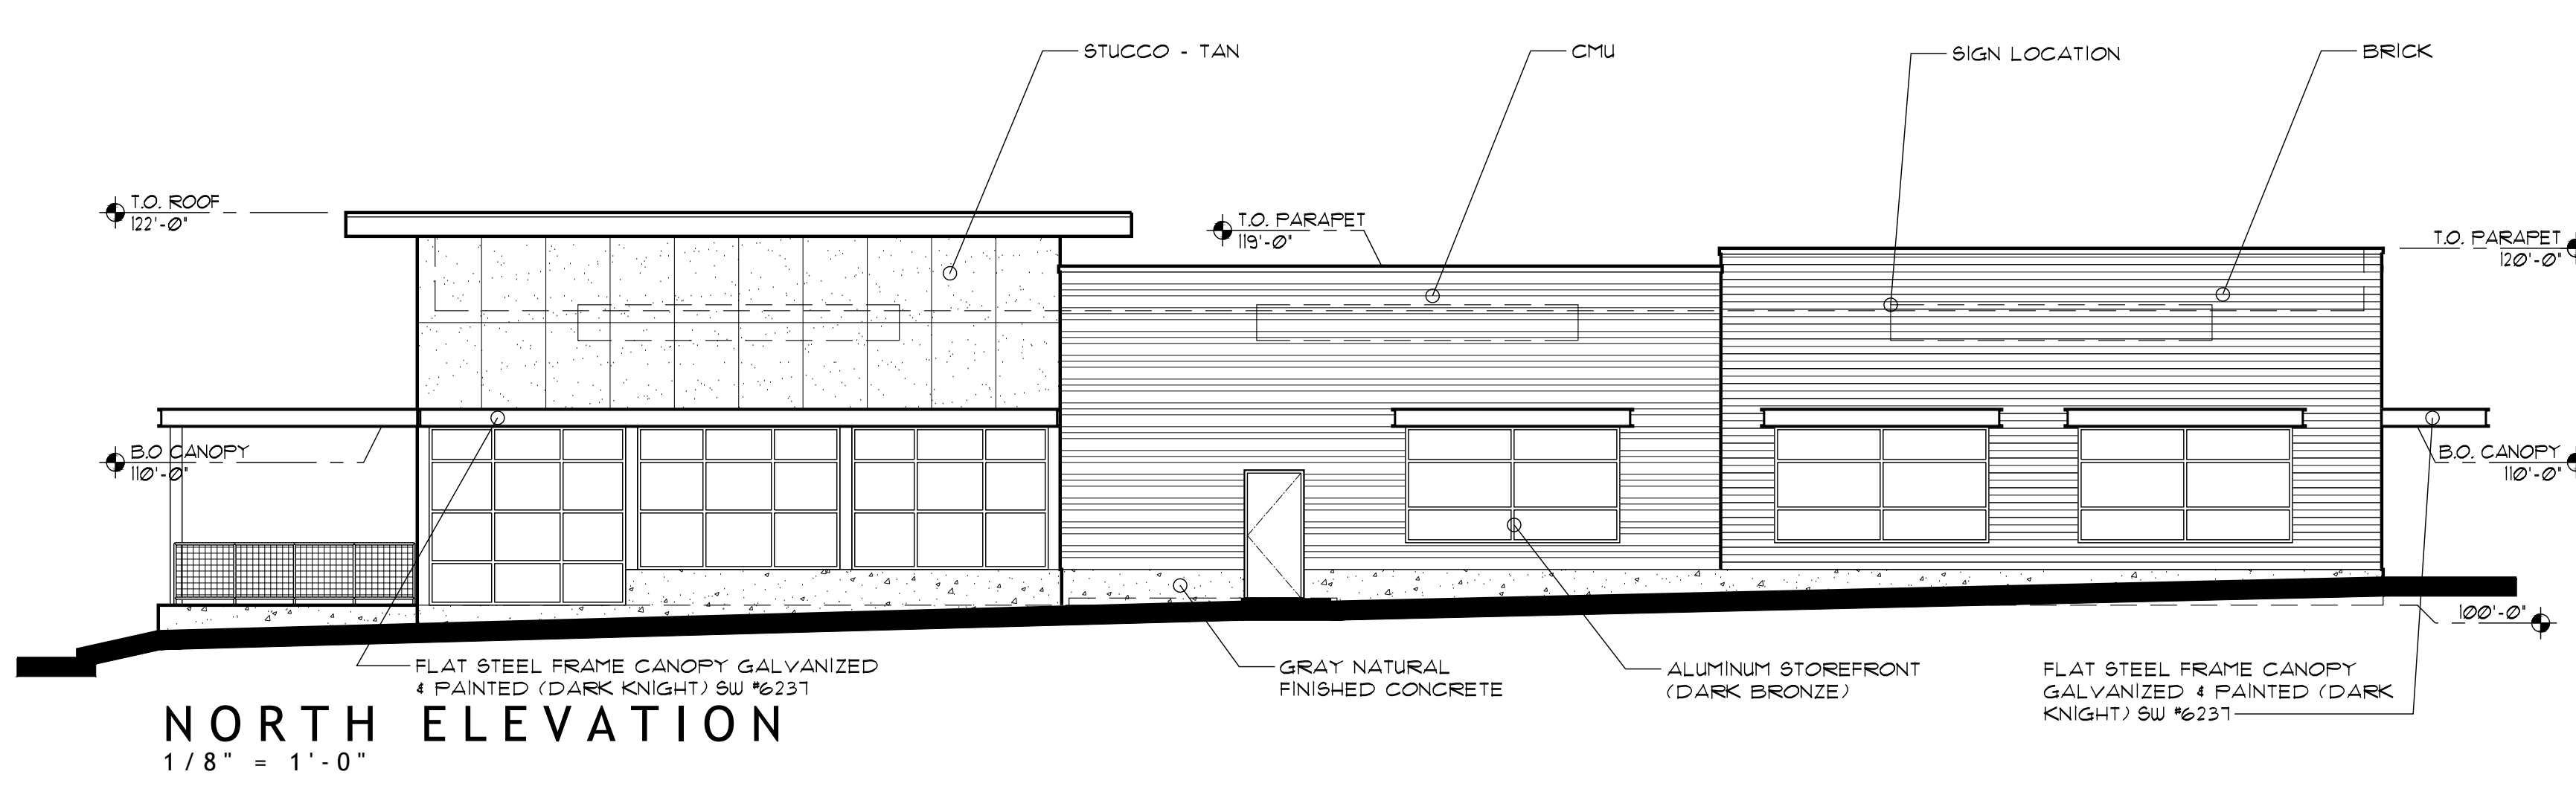 STUCCO - TAN
CMU
SIGN LOCATION
BRICK
T.O. ROOF
122'-0"
T.O. PARAPET
119'-0"
T.O. PARAPET
120'-0"
B.O CANOPY
110'-0"
B.O. CANOPY
110'-0"
100'-0"
FLAT STEEL FRAME CANOPY GALVANIZED
& PAINTED (DARK KNIGHT) SW #6237
GRAY NATURAL
FINISHED CONCRETE
ALUMINUM STOREFRONT
(DARK BRONZE)
FLAT STEEL FRAME CANOPY
GALVANIZED & PAINTED (DARK
KNIGHT) SW #6237
NORTH ELEVATION
1/8" = 1'-0"